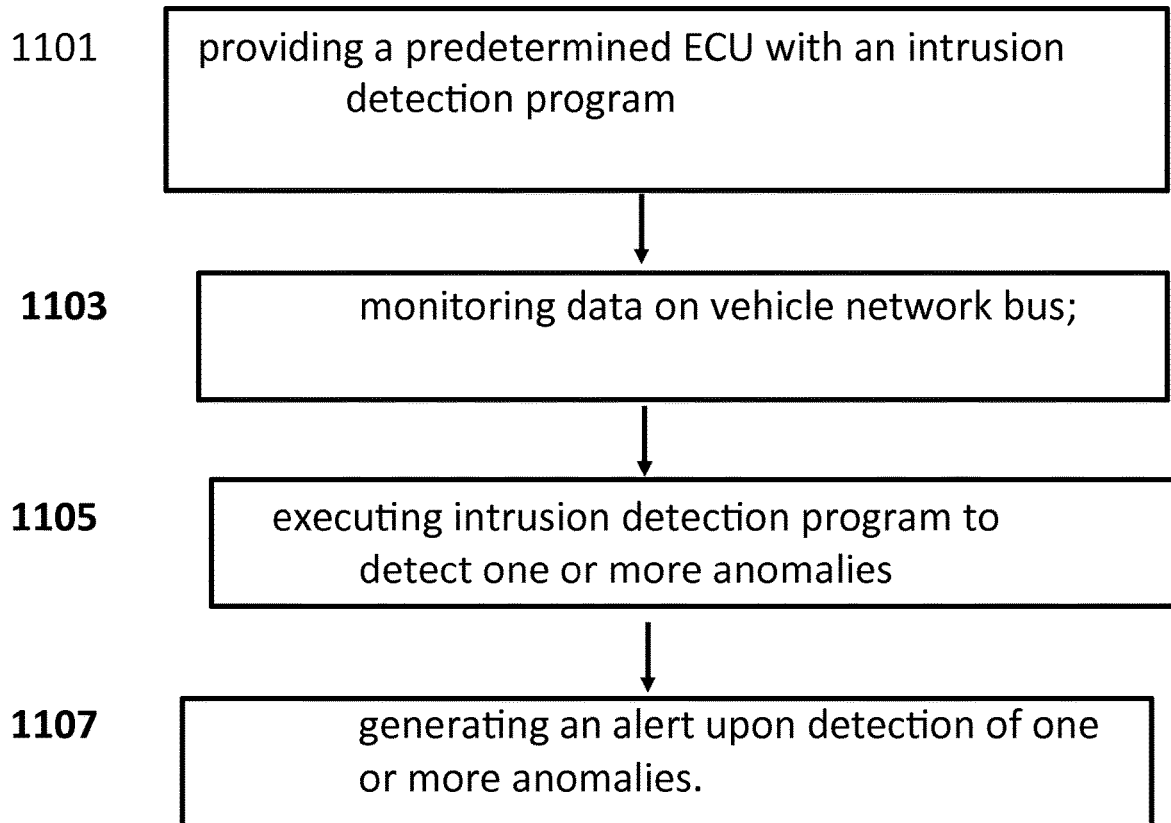 1101 providing a predetermined ECU with an intrusion
detection program
1103 monitoring data on vehicle network bus;
1105 executing intrusion detection program to
detect one or more anomalies
1107 generating an alert upon detection of one
or more anomalies.